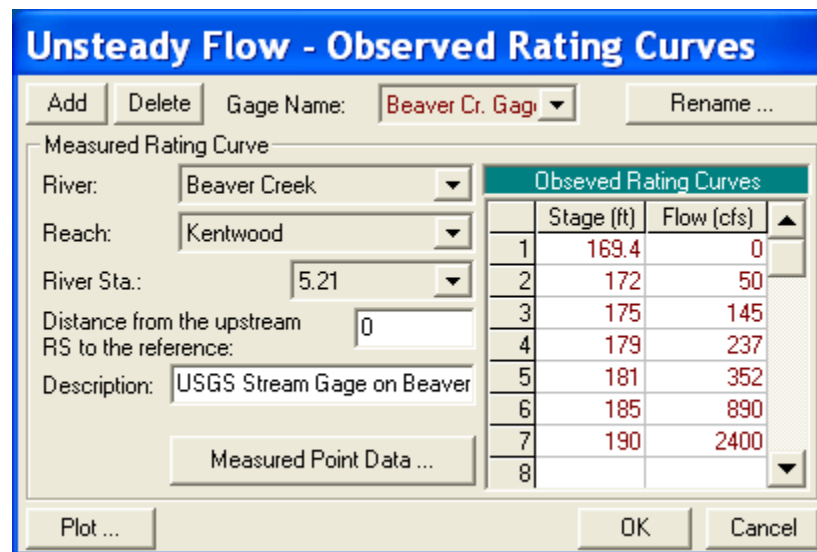 Unsteady Flow - Observed Rating Curves
Add Delete Gage Name: Beaver Cr. Gag Rename ...
Measured Rating Curve
River: Beaver Creek
Reach: Kentwood
River Sta.: 5.21
Distance from the upstream
RS to the reference: 0
Description: USGS Stream Gage on Beaver
Measured Point Data ...
Obseved Rating Curves
Stage (ft) Flow (cfs)
1 169.4 0
2 172 50
3 175 145
4 179 237
5 181 352
6 185 890
7 190 2400
8
Plot ... OK Cancel